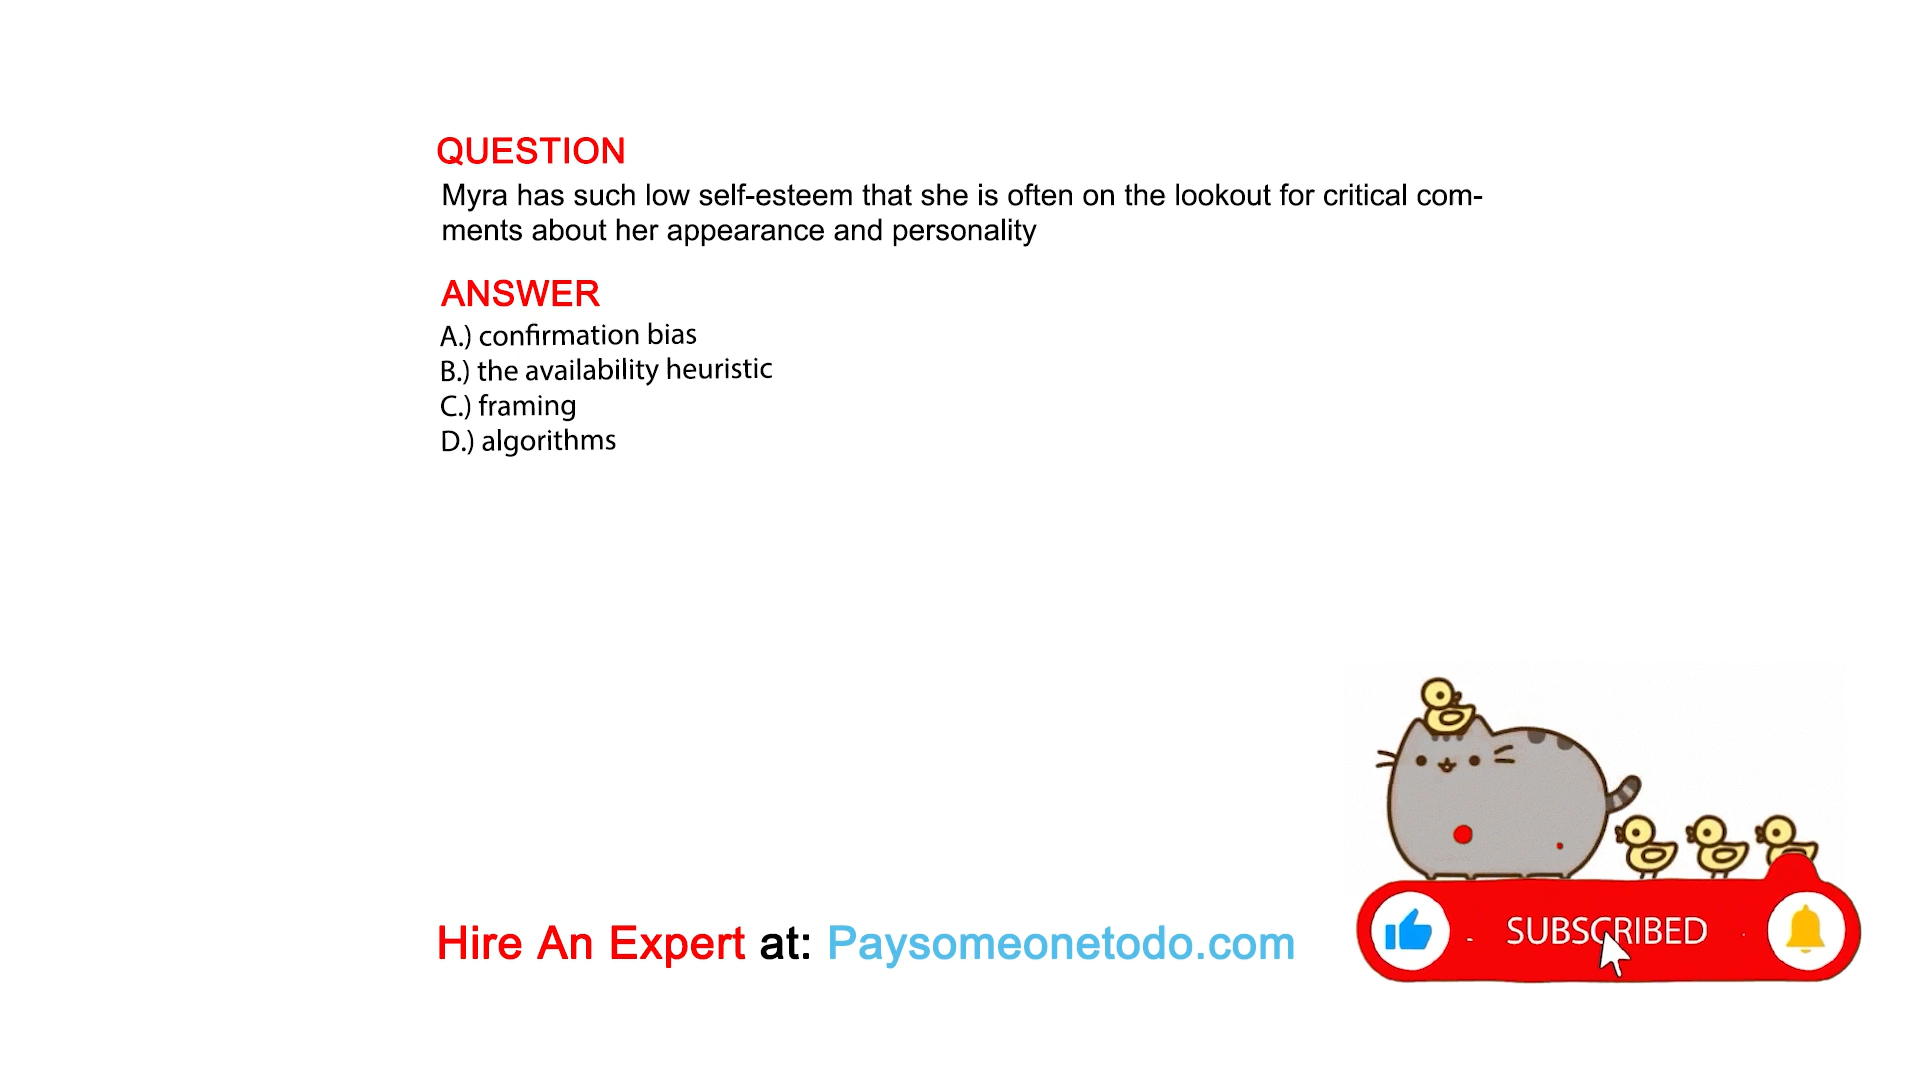 QUESTION
Myra has such low self-esteem that she is often on the lookout for critical com-
ments about her appearance and personality
ANSWER
A.) confirmation bias
B.) the availability heuristic
C.) framing
D.) algorithms
Hire An Expert at: Paysomeonetodo.com
SUBSCRIBED